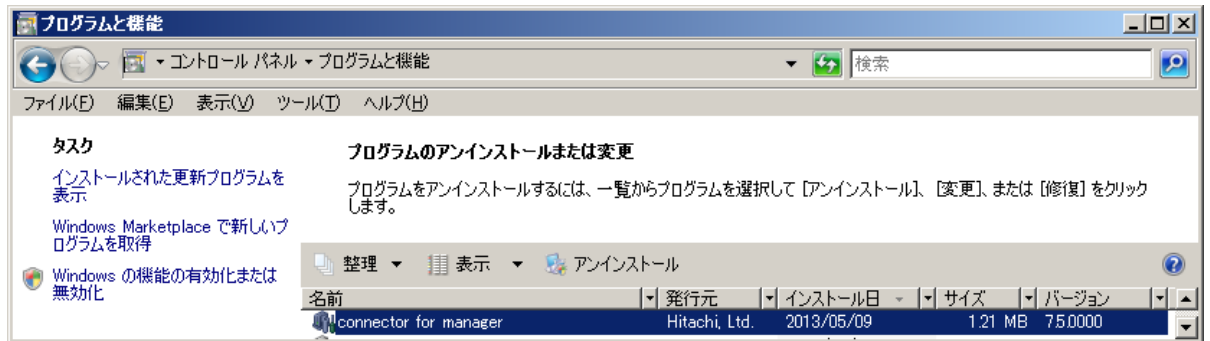 プログラムと機能
コントロール パネル プログラムと機能
検索
ファイル(F) 編集(E) 表示(V) ツール(T) ヘルプ(H)
タスク
インストールされた更新プログラムを
表示
Windows Marketplace で新しいプ
ログラムを取得
Windows の機能の有効化または
無効化
プログラムのアンインストールまたは変更
プログラムをアンインストールするには、一覧からプログラムを選択して [アンインストール]、[変更]、または [修復] をクリック
します。
整理 表示 アンインストール
名前 発行元 インストール日 サイズ バージョン
connector for manager Hitachi, Ltd. 2013/05/09 1.21 MB 7.5.0000